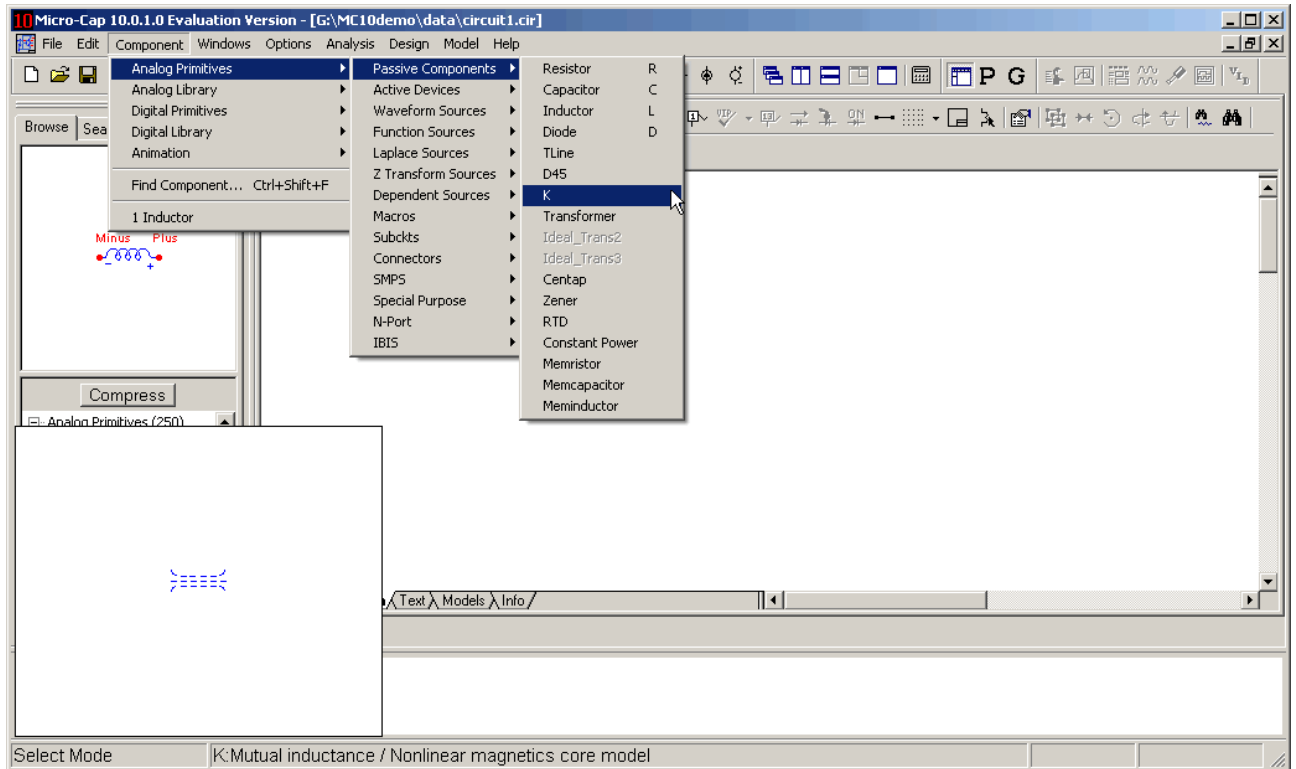 10 Micro-Cap 10.0.1.0 Evaluation Version - [G:\MC10demo\data\circuit1.cir]
File Edit Component Windows Options Analysis Design Model Help
Analog Primitives
Analog Library
Digital Primitives
Digital Library
Animation
Find Component... Ctrl+Shift+F
1 Inductor
Passive Components
Active Devices
Waveform Sources
Function Sources
Laplace Sources
Z Transform Sources
Dependent Sources
Macros
Subckts
Connectors
SMPS
Special Purpose
N-Port
IBIS
Resistor R
Capacitor C
Inductor L
Diode D
TLine
D45
K
Transformer
Ideal_Trans2
Ideal_Trans3
Centap
Zener
RTD
Constant Power
Memristor
Memcapacitor
Meminductor
P G
Browse Sea
Minus Plus
Compress
Analog Primitives (250)
Text Models Info
Select Mode K:Mutual inductance / Nonlinear magnetics core model